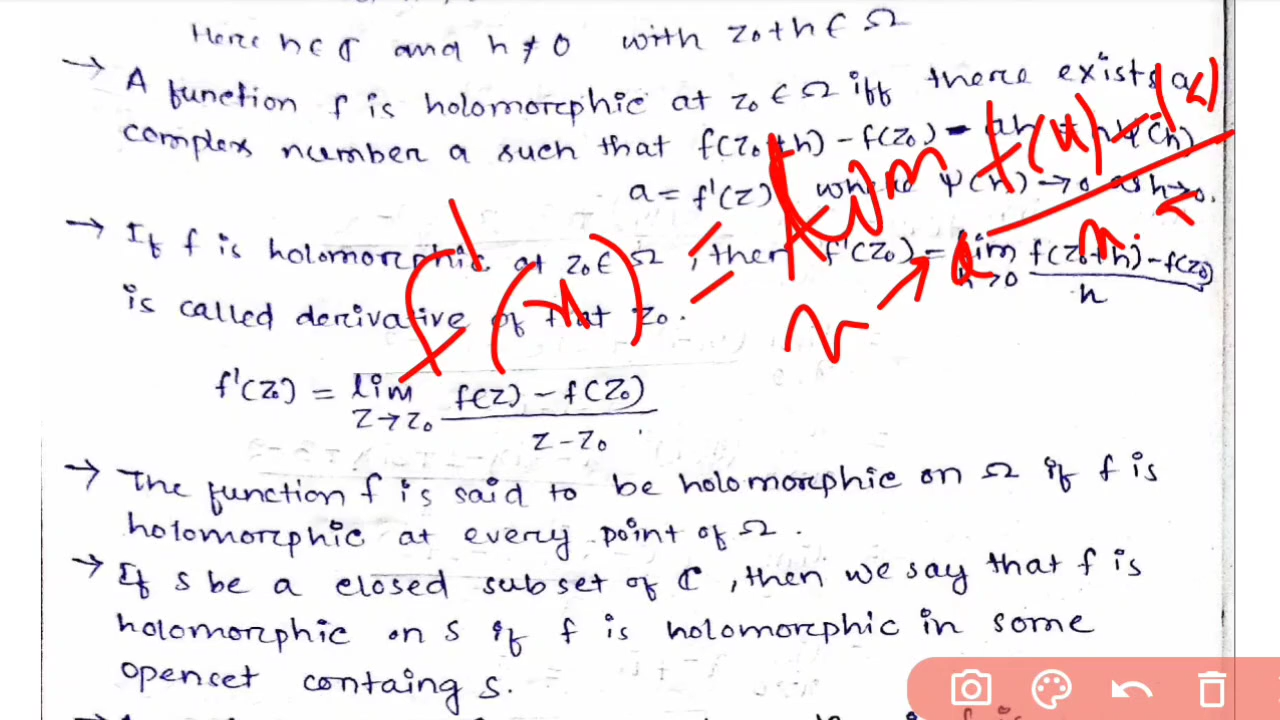 Here h ∈ ℂ and h ≠ 0 with z₀+h ∈ Ω
→ A function f is holomorphic at z₀ ∈ Ω iff there exists a
complex number a such that f(z₀+h) - f(z₀) - ah = hψ(h)
a = f'(z) where ψ(h) → 0 as h→0.
→ If f is holomorphic at z₀ ∈ Ω, then f'(z₀) = lim h→0 f(z₀+h) - f(z₀) / h
is called derivative of that z₀.
f'(z₀) = lim z→z₀ f(z) - f(z₀) / z - z₀
→ The function f is said to be holomorphic on Ω if f is
holomorphic at every point of Ω.
→ If S be a closed subset of ℂ, then we say that f is
holomorphic on S if f is holomorphic in some
openset containg S.
f'(x) = lim